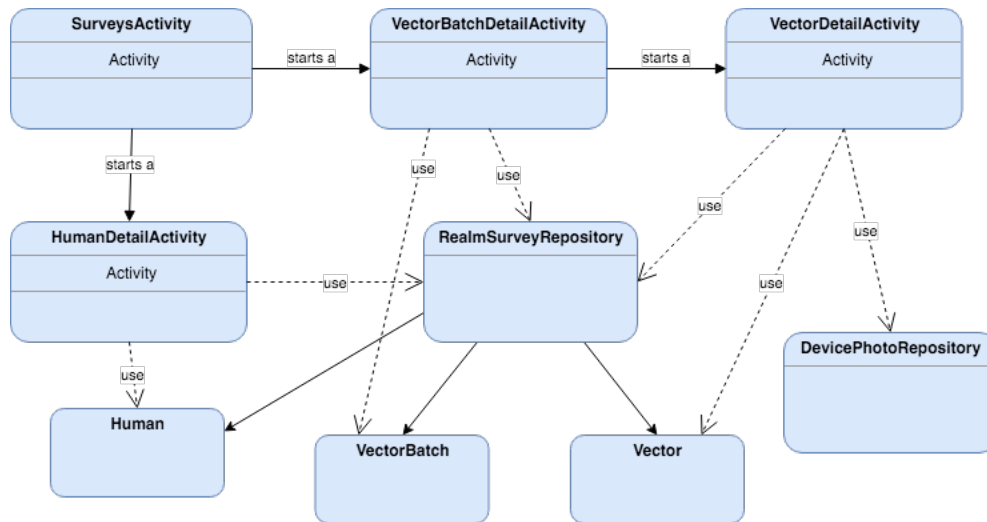 SurveysActivity
Activity
starts a
VectorBatchDetailActivity
Activity
starts a
VectorDetailActivity
Activity
starts a
use
use
use
use
use
HumanDetailActivity
Activity
use
RealmSurveyRepository
DevicePhotoRepository
use
Human
VectorBatch
Vector